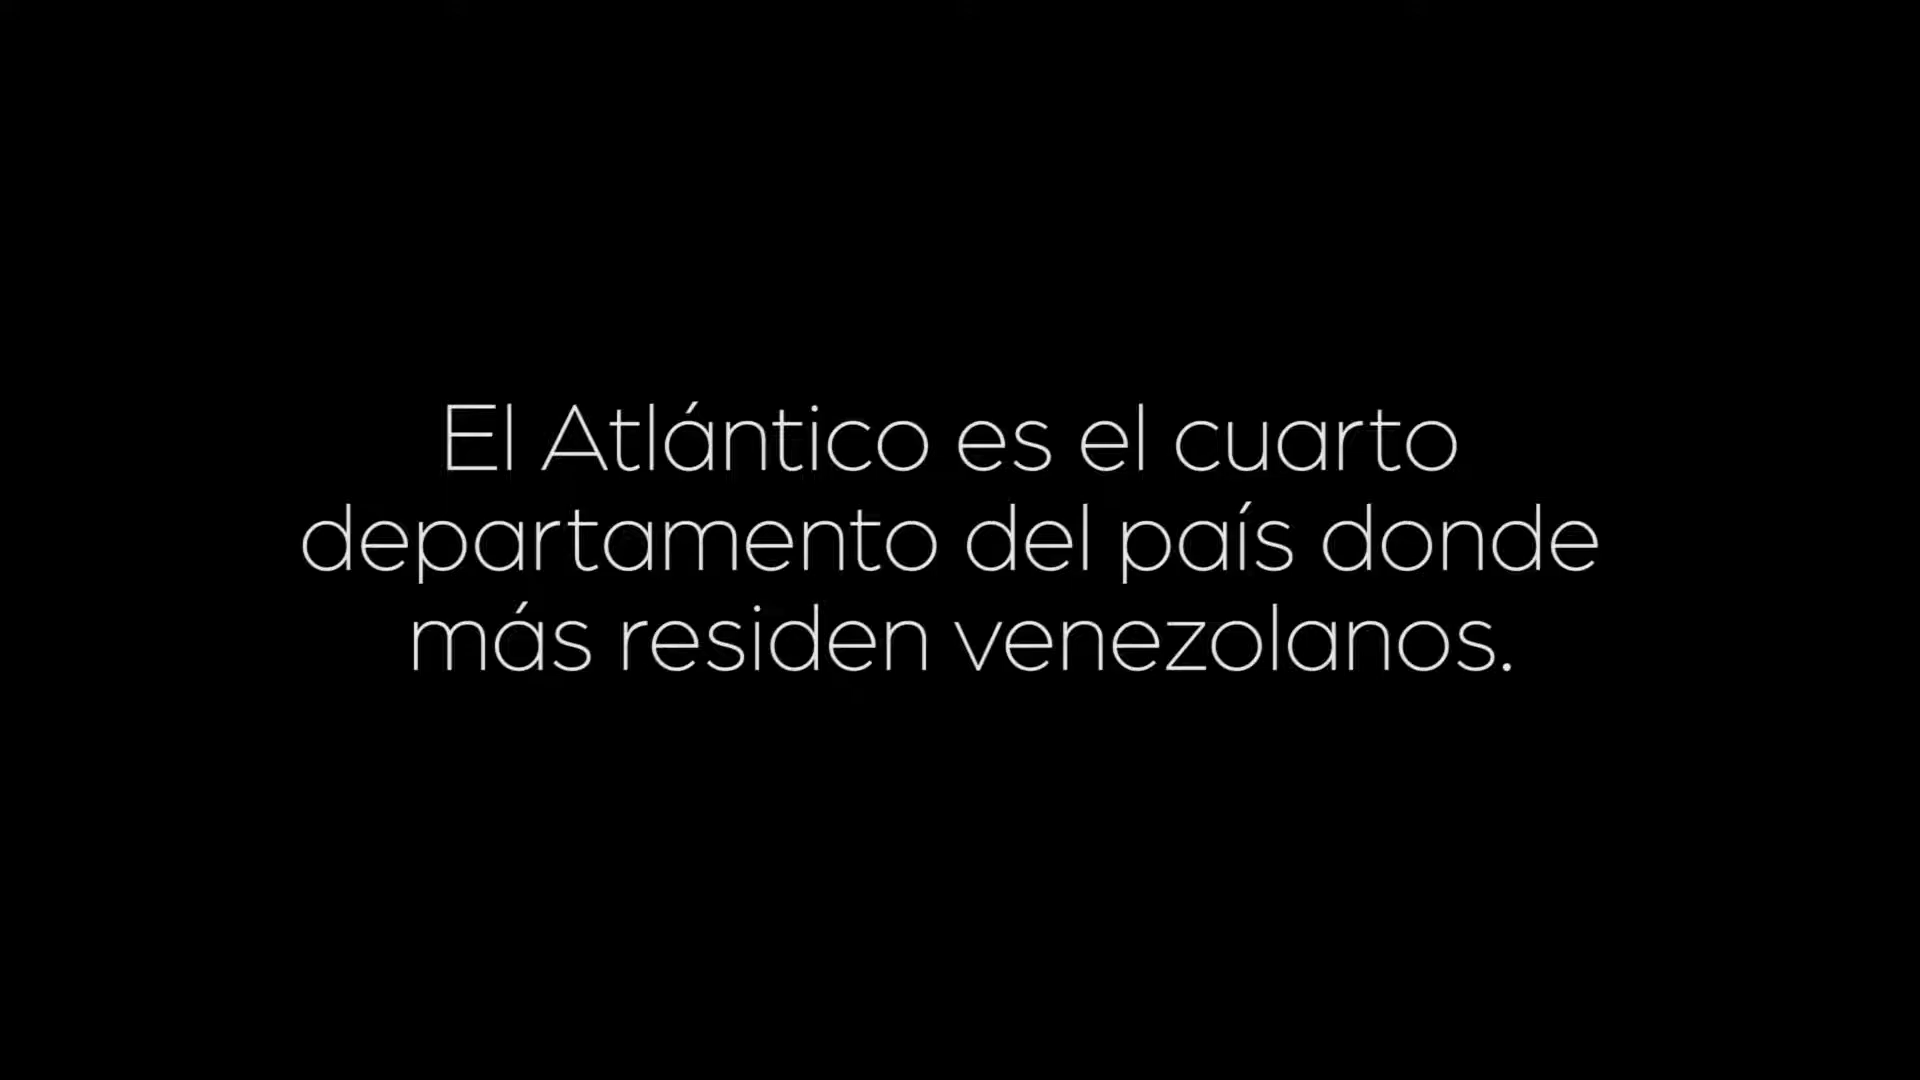 El Atlántico es el cuarto
departamento del país donde
más residen venezolanos.